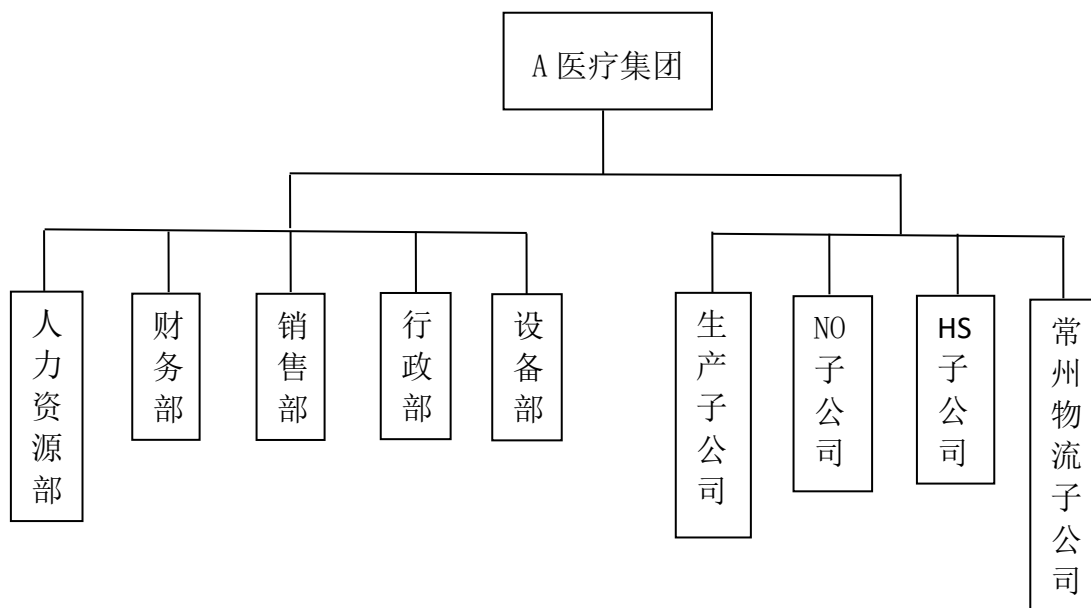 A 医疗集团
人力资源部
财务部
销售部
行政部
设备部
生产子公司
NO子公司
HS子公司
常州物流子公司